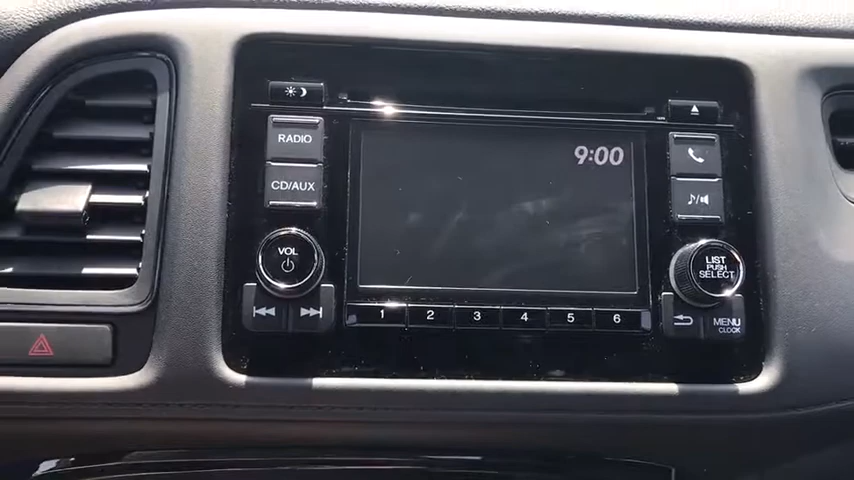 RADIO
9:00
CD/AUX
VOL
LIST
PUSH
SELECT
1 2 3 4 5 6
MENU
CLOCK